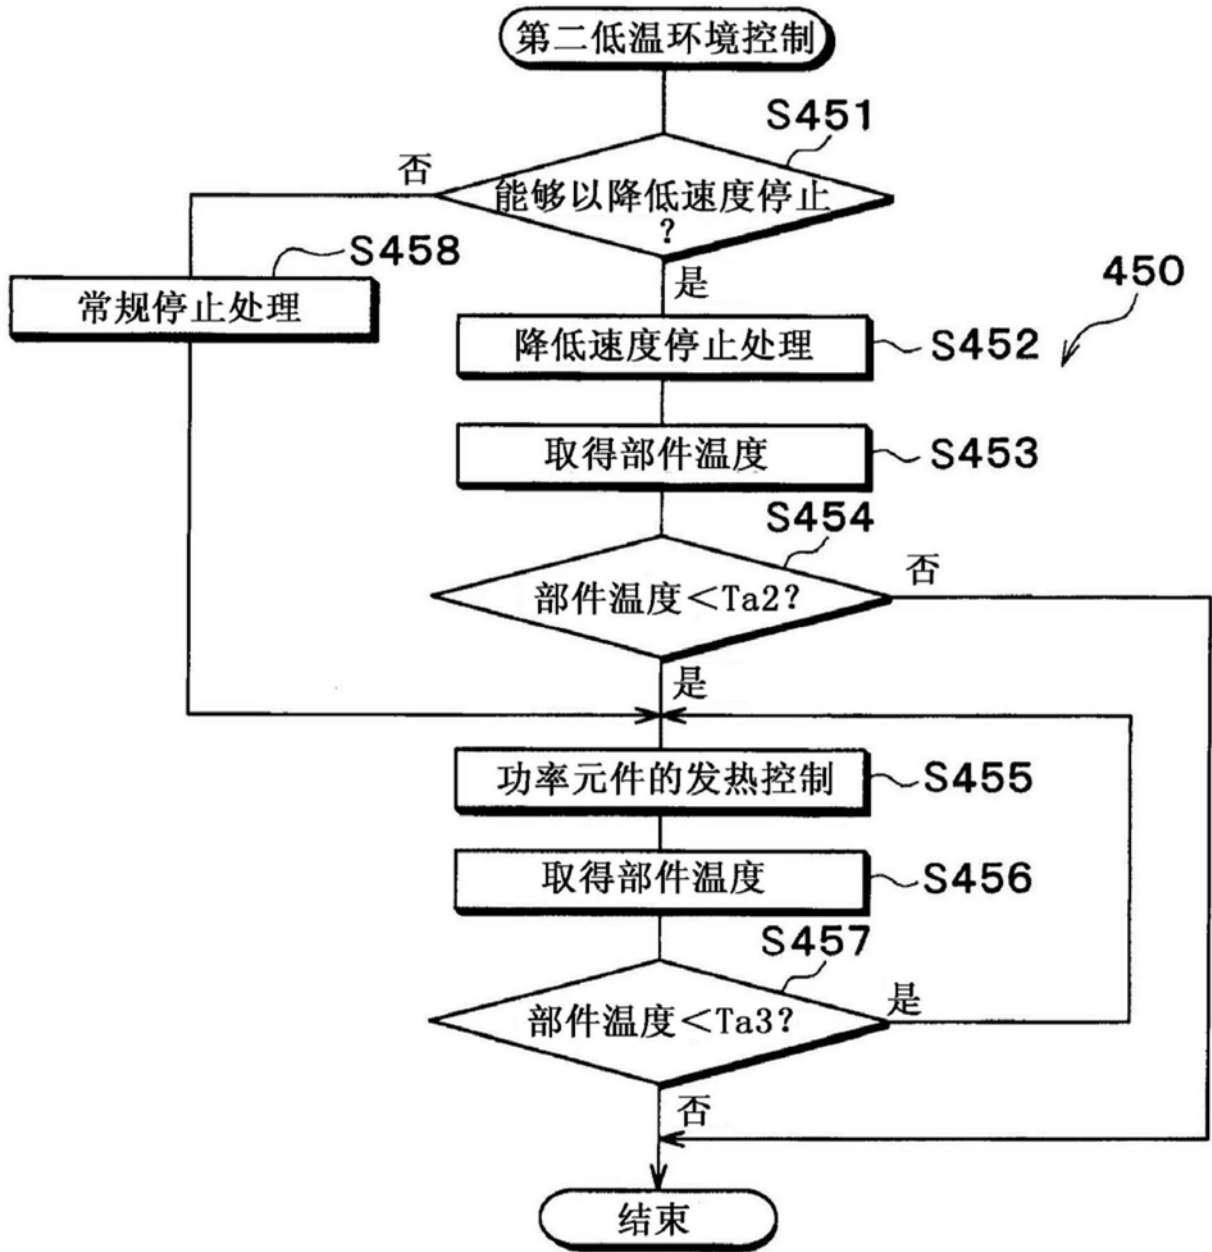 第二低温环境控制
S451
否
能够以降低速度停止
?
S458
是
450
常规停止处理
降低速度停止处理
S452
取得部件温度
S453
S454
否
部件温度＜Ta2?
是
功率元件的发热控制
S455
取得部件温度
S456
S457
是
部件温度＜Ta3?
否
结束